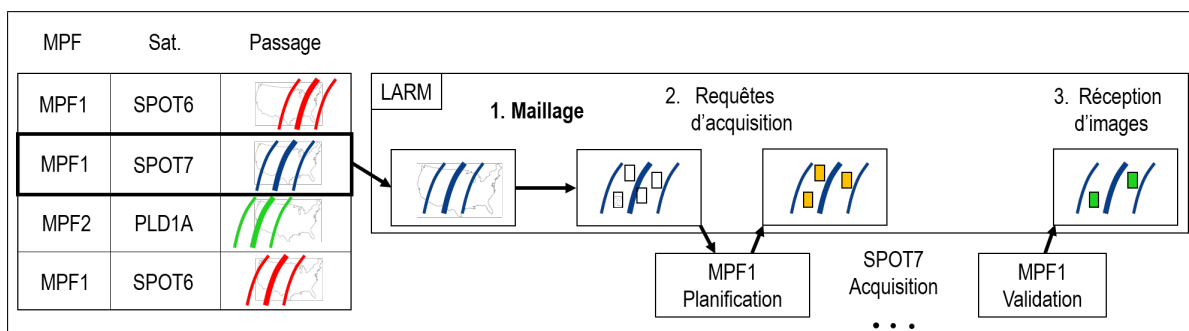 MPF Sat. Passage
MPF1 SPOT6
MPF1 SPOT7
MPF2 PLD1A
MPF1 SPOT6
LARM
1. Maillage
2. Requêtes
d'acquisition
3. Réception
d'images
MPF1
Planification
SPOT7
Acquisition
• • •
MPF1
Validation